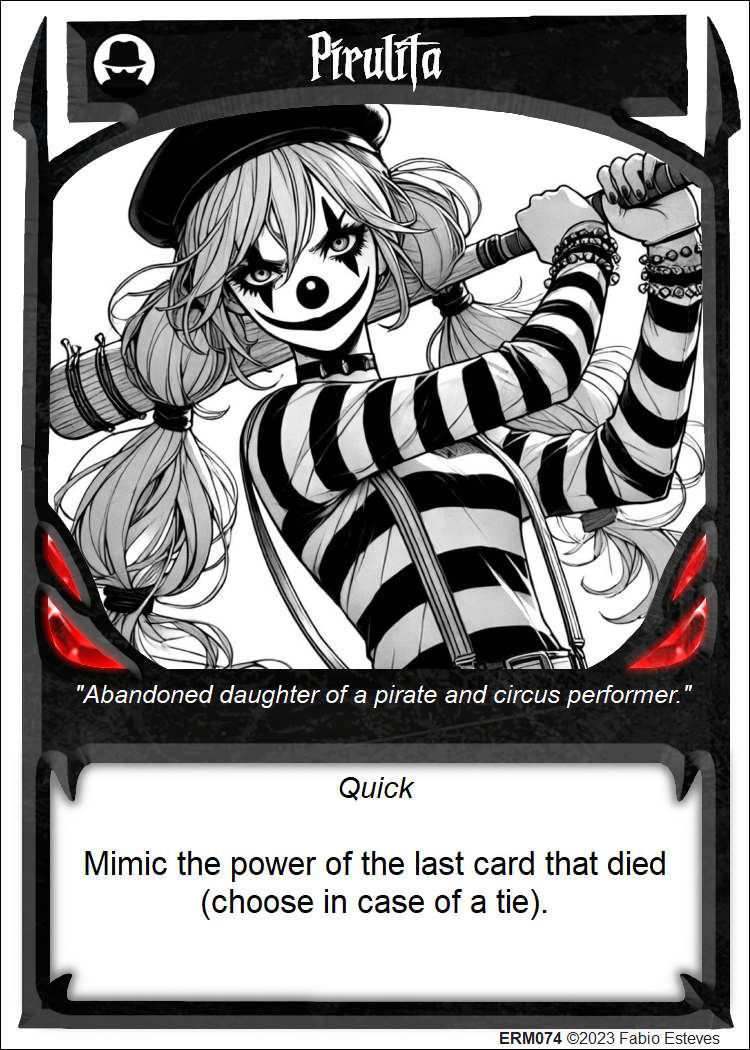 Pirulita
"Abandoned daughter of a pirate and circus performer."
Quick
Mimic the power of the last card that died
(choose in case of a tie).
ERM074 ©2023 Fabio Esteves